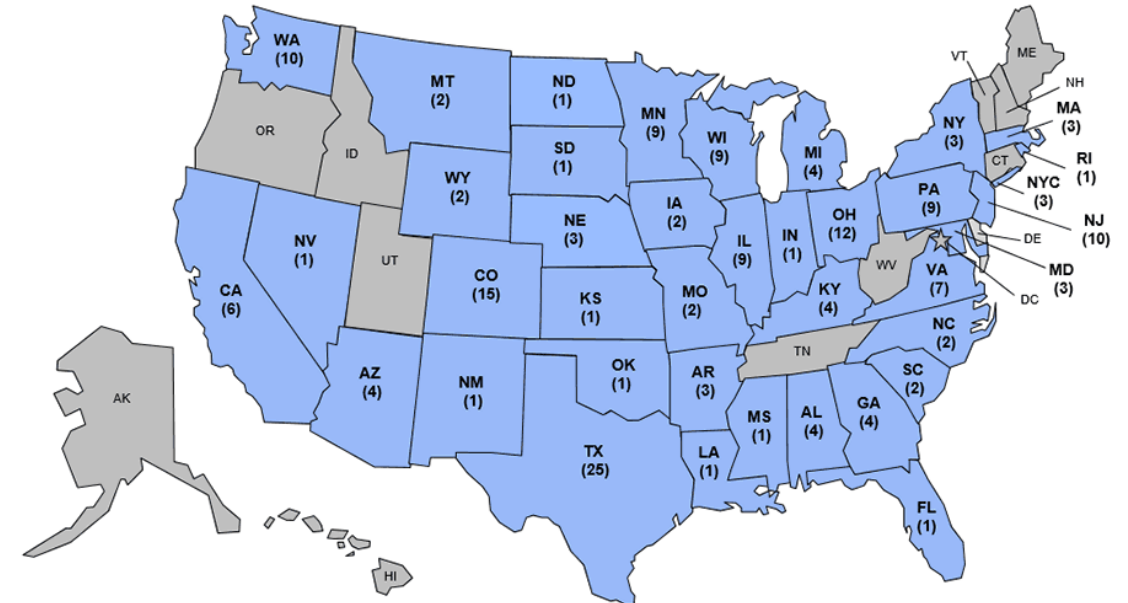 WA
(10)
MT
(2)
ND
(1)
MN
(9)
VT
ME
NH
MA
(3)
OR
ID
SD
(1)
WI
(9)
MI
(4)
NY
(3)
CT
RI
(1)
NYC
(3)
WY
(2)
NE
(3)
IA
(2)
PA
(9)
NJ
(10)
NV
(1)
UT
CO
(15)
IL
(9)
IN
(1)
OH
(12)
WV
DE
MD
(3)
DC
CA
(6)
KS
(1)
MO
(2)
KY
(4)
VA
(7)
NC
(2)
TN
AZ
(4)
NM
(1)
OK
(1)
AR
(3)
SC
(2)
AK
MS
(1)
AL
(4)
GA
(4)
TX
(25)
LA
(1)
FL
(1)
HI